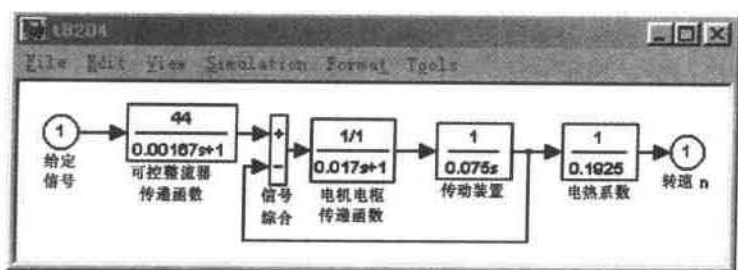 tB2D4
File Edit View Simulation Format Tools
1
给定
信号
44
0.00167s+1
可控整流器
传递函数
+
-
信号
综合
1/1
0.017s+1
电机电枢
传递函数
1
0.075s
传动装置
1
0.1925
电热系数
1
转速 n